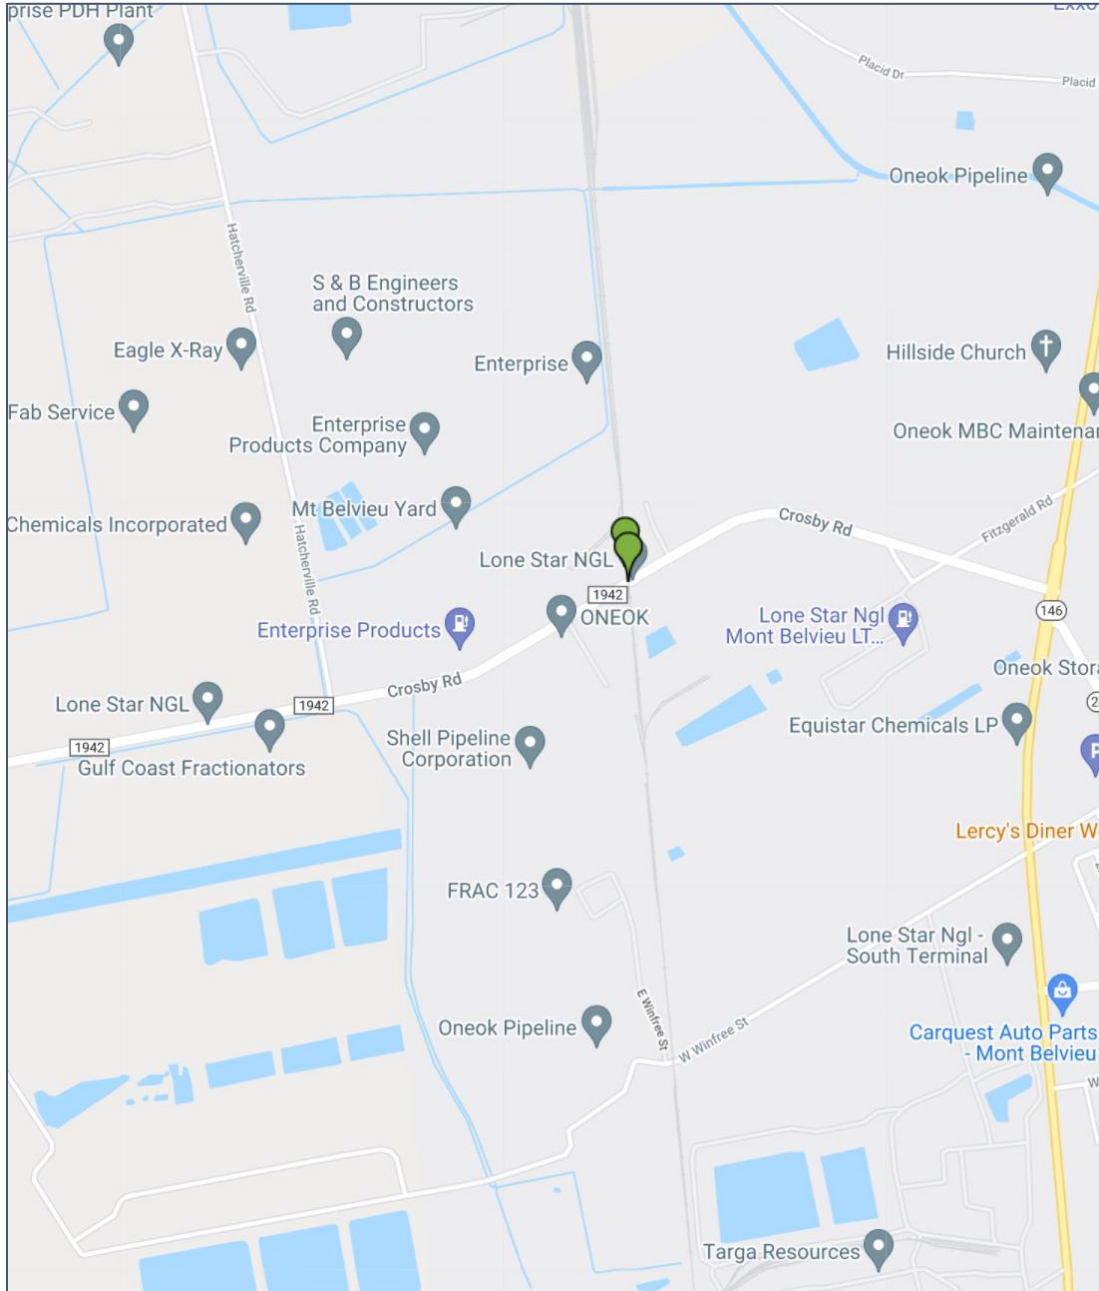 prise PDH Plant
Placid Dr
Placid
Oneok Pipeline
Hatcherville Rd
S & B Engineers
and Constructors
Eagle X-Ray
Enterprise
Hillside Church
Fab Service
Enterprise
Products Company
Oneok MBC Maintenan
Mt Belvieu Yard
Chemicals Incorporated
Crosby Rd
Fitzgerald Rd
Hatcherville Rd
Lone Star NGL
1942
ONEOK
146
Enterprise Products
Lone Star Ngl
Mont Belvieu LT...
Oneok Stora
Crosby Rd
Lone Star NGL
1942
2
1942
Gulf Coast Fractionators
Shell Pipeline
Corporation
Equistar Chemicals LP
P
Lercy's Diner W
FRAC 123
Lone Star Ngl -
South Terminal
E Winfree St
Oneok Pipeline
W Winfree St
Carquest Auto Parts
- Mont Belvieu
W
Targa Resources